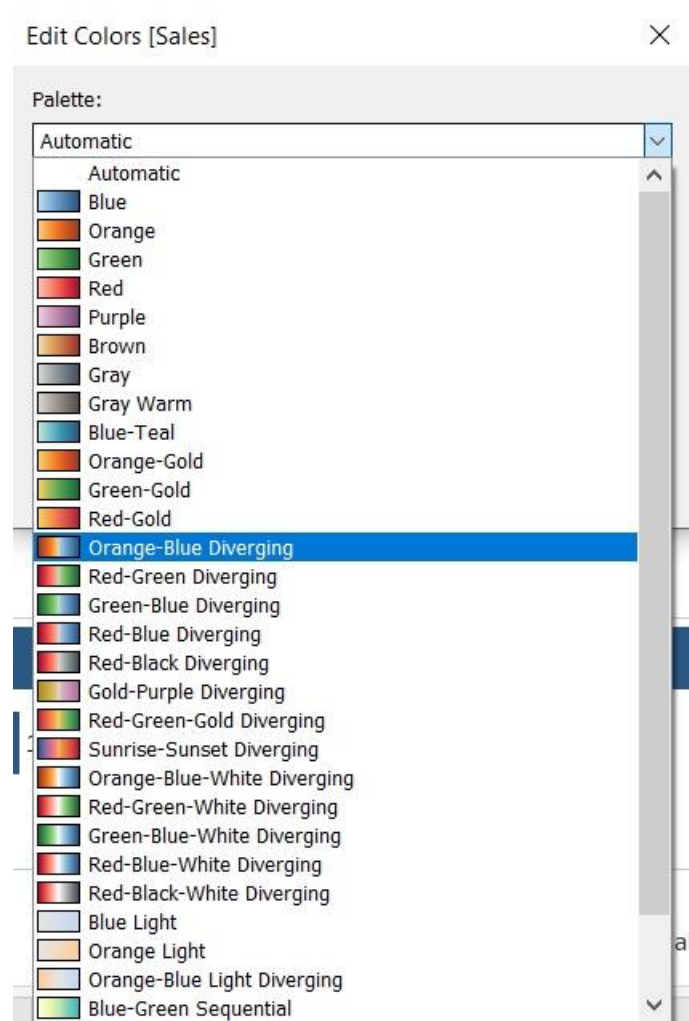 Edit Colors [Sales]
Palette:
Automatic
Automatic
Blue
Orange
Green
Red
Purple
Brown
Gray
Gray Warm
Blue-Teal
Orange-Gold
Green-Gold
Red-Gold
Orange-Blue Diverging
Red-Green Diverging
Green-Blue Diverging
Red-Blue Diverging
Red-Black Diverging
Gold-Purple Diverging
Red-Green-Gold Diverging
Sunrise-Sunset Diverging
Orange-Blue-White Diverging
Red-Green-White Diverging
Green-Blue-White Diverging
Red-Blue-White Diverging
Red-Black-White Diverging
Blue Light
Orange Light
Orange-Blue Light Diverging
Blue-Green Sequential